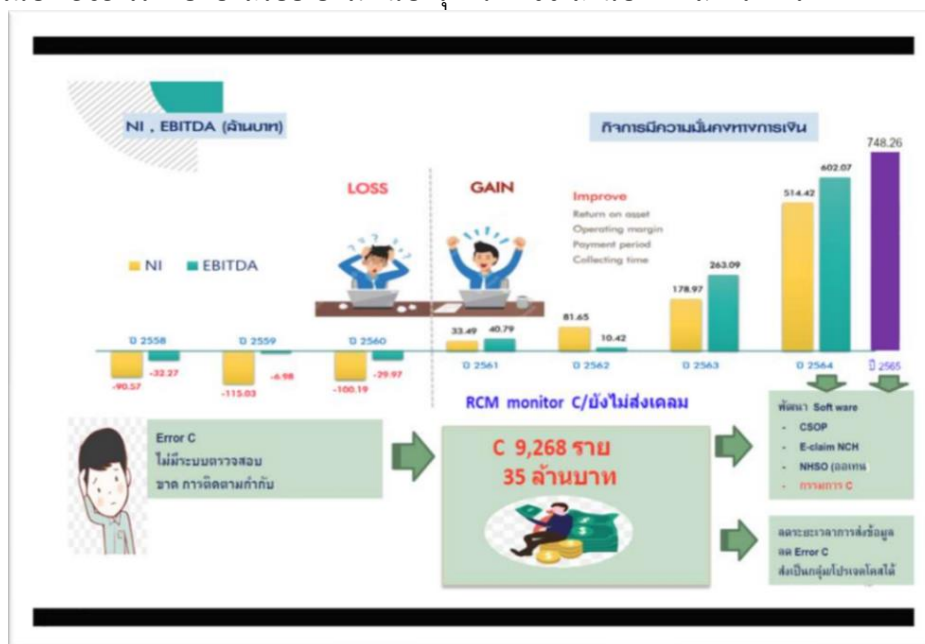 NI , EBITDA (ล้านบาท)
กิจการมีความมั่นคงทางการเงิน
748.26
602.07
514.42
LOSS
GAIN
Improve
Return on asset
Operating margin
Payment period
Collecting time
NI
EBITDA
263.09
178.97
81.65
33.49
40.79
10.42
ปี 2558
ปี 2559
ปี 2560
ปี 2561
ปี 2562
ปี 2563
ปี 2564
ปี 2565
-90.57
-32.27
-115.03
-6.98
-100.19
-29.97
RCM monitor C/ยังไม่ส่งเคลม
Error C
ไม่มีระบบตรวจสอบ
ขาด การติดตามกำกับ
C 9,268 ราย
35 ล้านบาท
พัฒนา Soft ware
- CSOP
- E-claim NCH
- NHSO (ออเทน)
- กรรมการ C
ลดระยะเวลาการส่งข้อมูล
ลด Error C
ส่งเป็นกลุ่ม/โปรเจคโคสได้